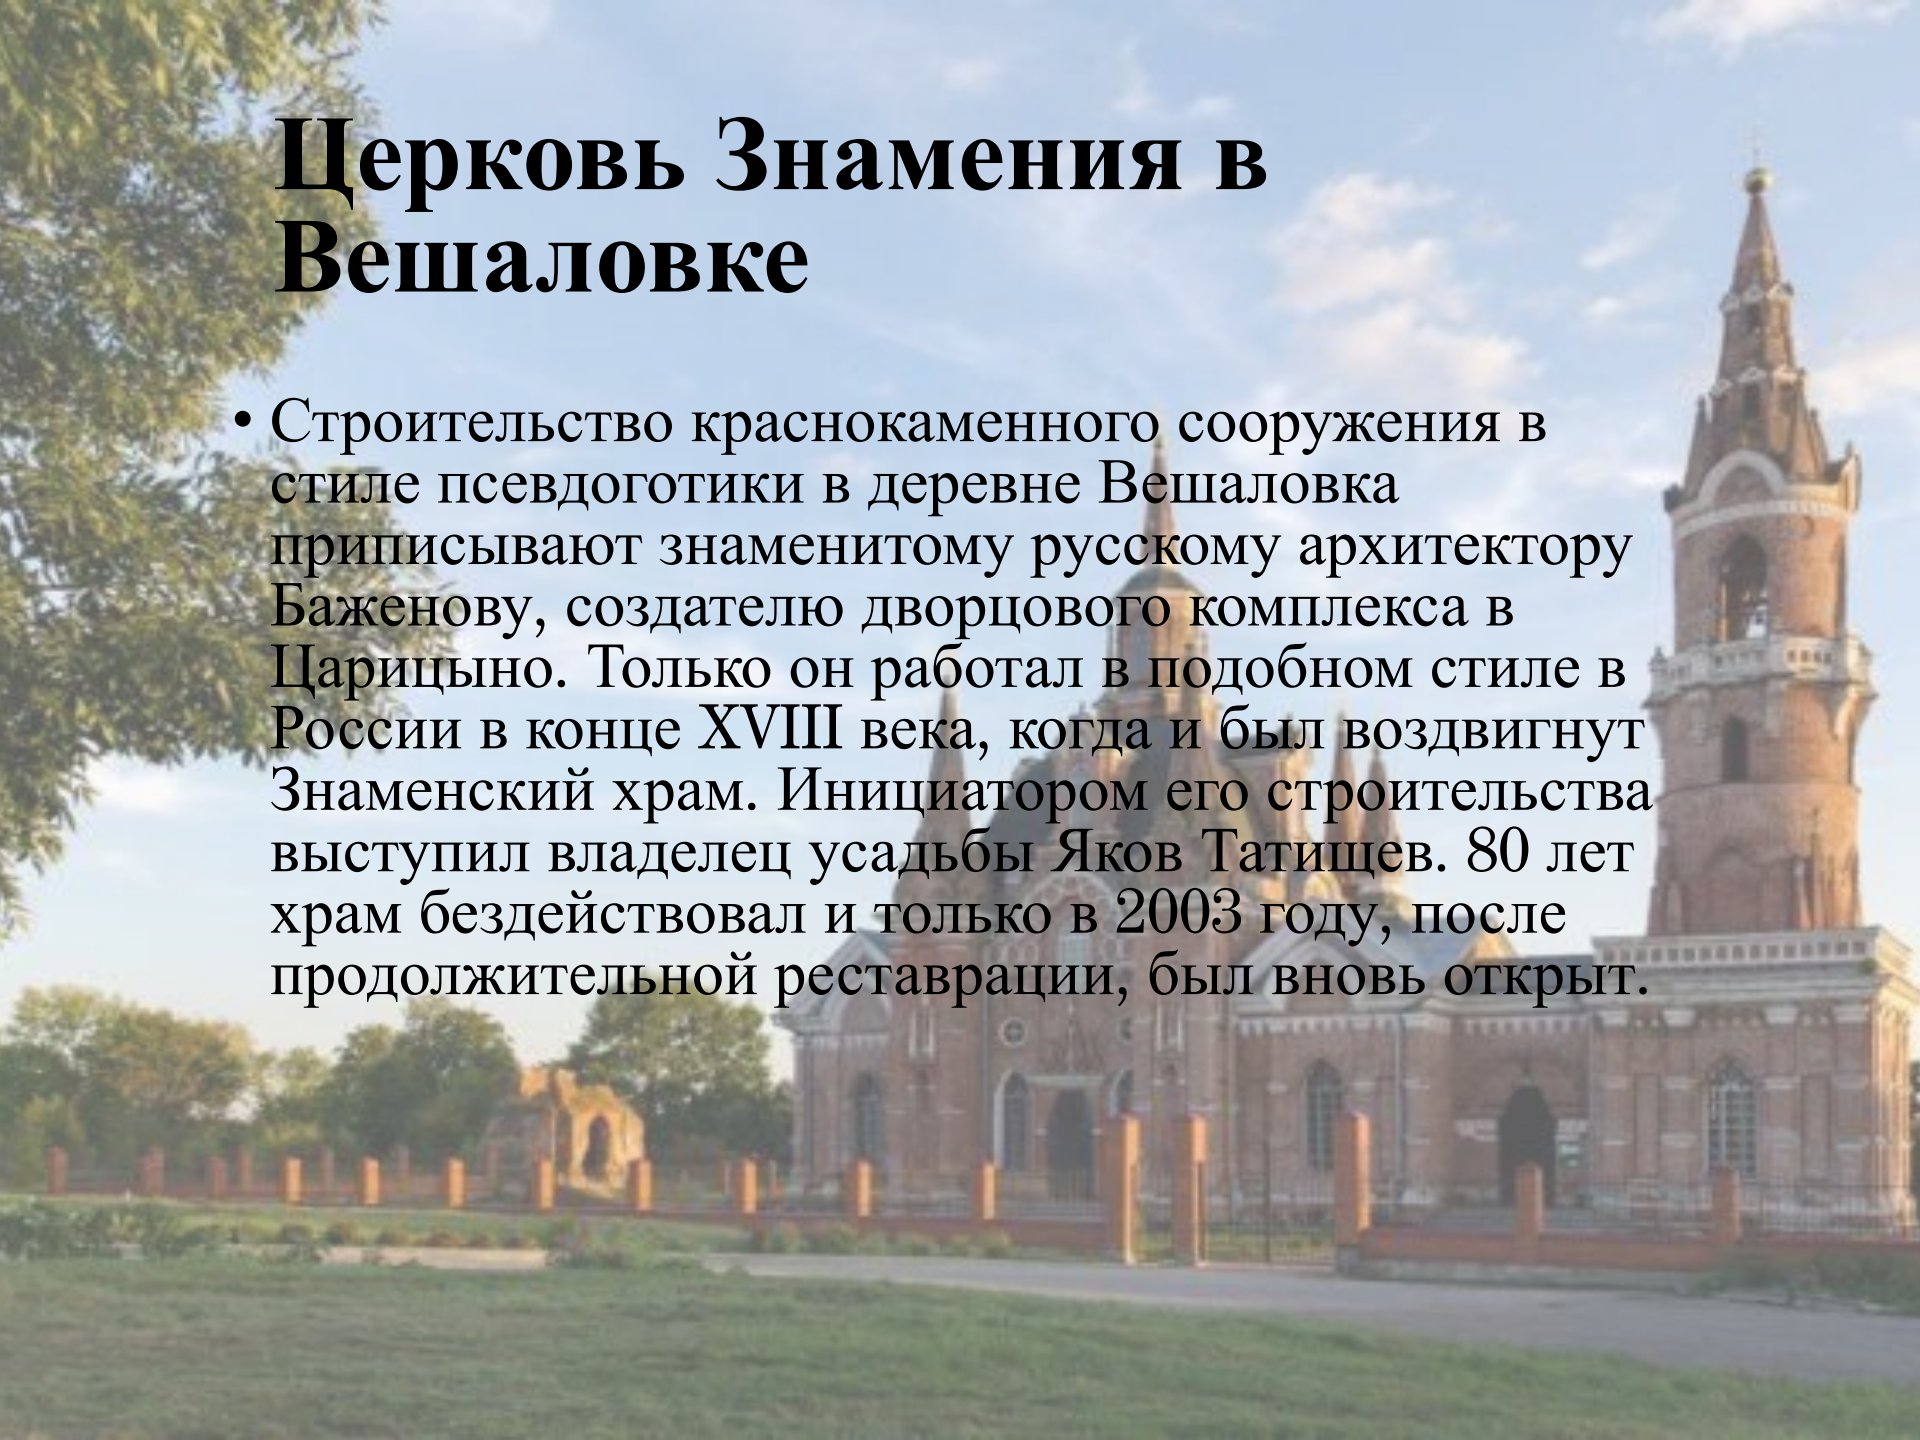 Церковь Знамения в
Вешаловке
• Строительство краснокаменного сооружения в
стиле псевдоготики в деревне Вешаловка
приписывают знаменитому русскому архитектору
Баженову, создателю дворцового комплекса в
Царицыно. Только он работал в подобном стиле в
России в конце XVIII века, когда и был воздвигнут
Знаменский храм. Инициатором его строительства
выступил владелец усадьбы Яков Татищев. 80 лет
храм бездействовал и только в 2003 году, после
продолжительной реставрации, был вновь открыт.